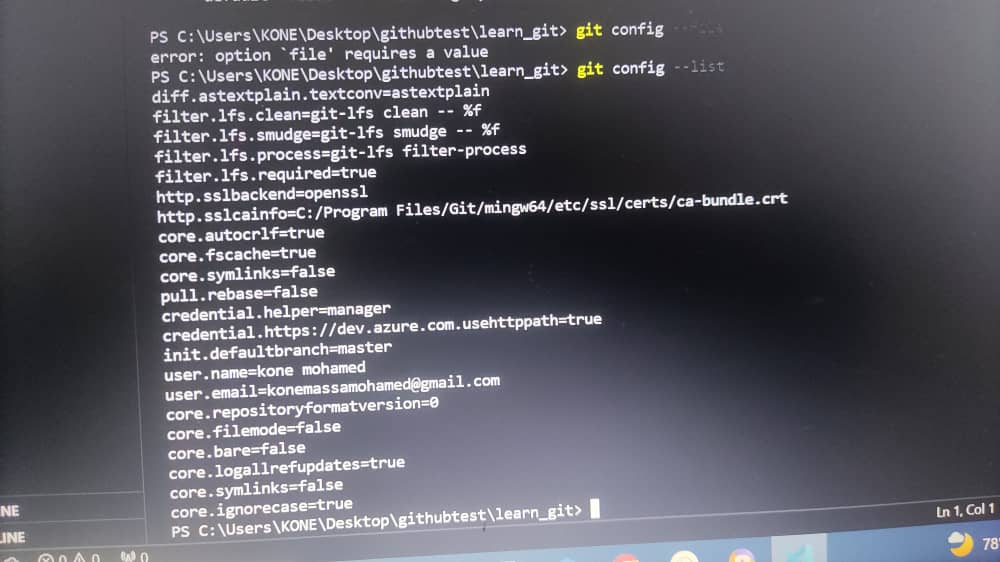 PS C:\Users\KONE\Desktop\githubtest\learn_git> git config
error: option `file' requires a value
PS C:\Users\KONE\Desktop\githubtest\learn_git> git config --list
diff.astextplain.textconv=astextplain
filter.lfs.clean=git-lfs clean -- %f
filter.lfs.smudge=git-lfs smudge -- %f
filter.lfs.process=git-lfs filter-process
filter.lfs.required=true
http.sslbackend=openssl
http.sslcainfo=C:/Program Files/Git/mingw64/etc/ssl/certs/ca-bundle.crt
core.autocrlf=true
core.fscache=true
core.symlinks=false
pull.rebase=false
credential.helper=manager
credential.https://dev.azure.com.usehttppath=true
init.defaultbranch=master
user.name=kone mohamed
user.email=konemassamohamed@gmail.com
core.repositoryformatversion=0
core.filemode=false
core.bare=false
core.logallrefupdates=true
core.symlinks=false
core.ignorecase=true
PS C:\Users\KONE\Desktop\githubtest\learn_git>
NE
LINE
Ln 1, Col 1
0 0 0
78°